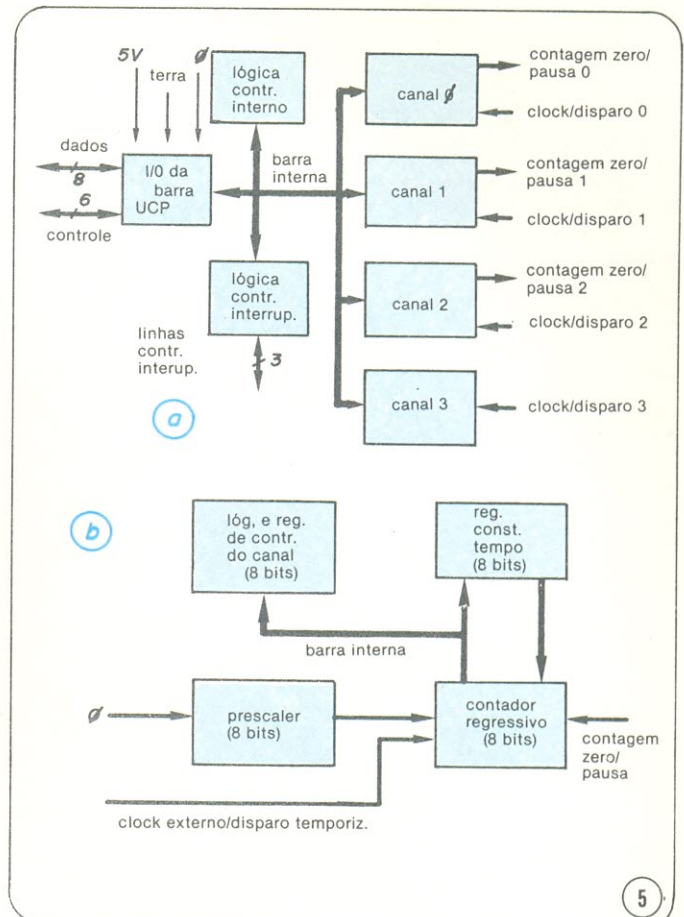 5V
terra
ø
lógica
contr.
interno
dados
8
6
controle
I/0 da
barra
UCP
barra
interna
lógica
contr.
interrup.
linhas
contr.
interup.
3
canal ø
contagem zero/
pausa 0
clock/disparo 0
canal 1
contagem zero/
pausa 1
clock/disparo 1
canal 2
contagem zero/
pausa 2
clock/disparo 2
canal 3
clock/disparo 3
a
b
lóg, e reg.
de contr.
do canal
(8 bits)
reg.
const.
tempo
(8 bits)
barra interna
ø
prescaler
(8 bits)
contador
regressivo
(8 bits)
contagem
zero/
pausa
clock externo/disparo temporiz.
5